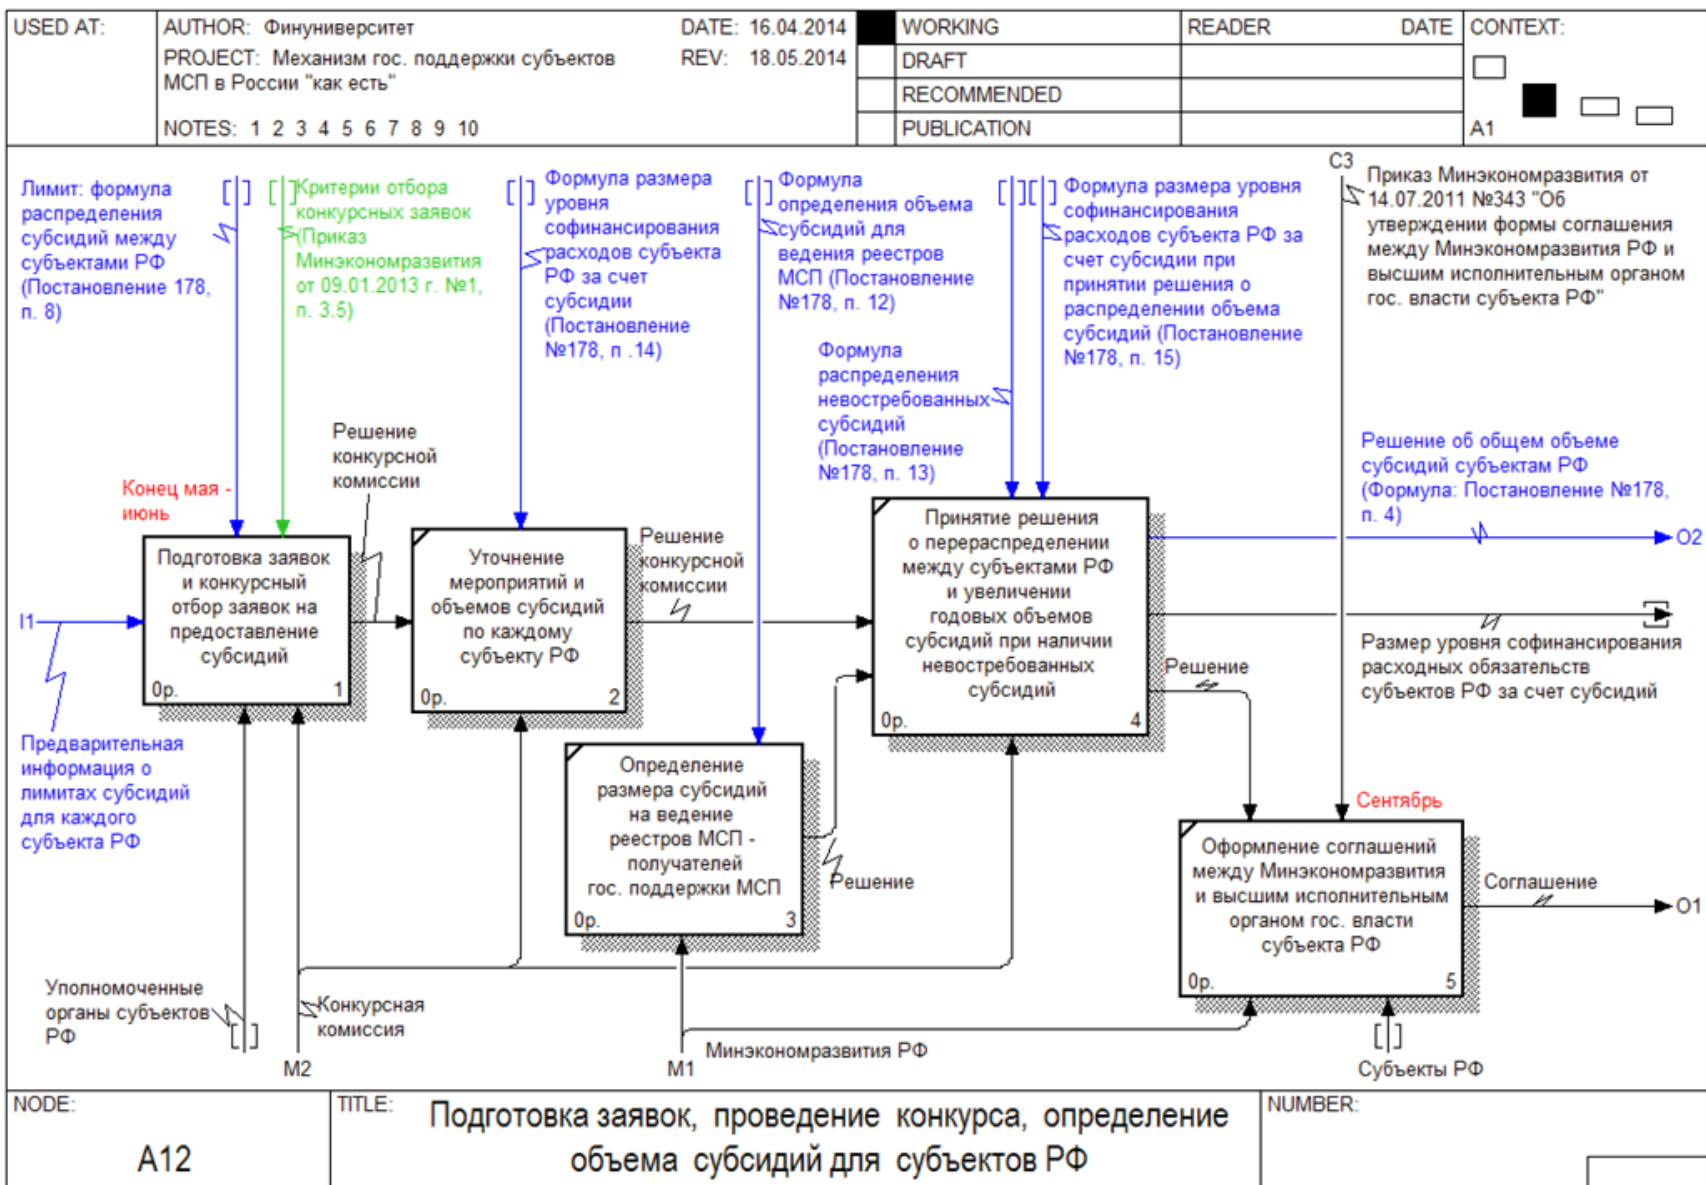 USED AT:
AUTHOR: Финуниверситет
DATE: 16.04.2014
PROJECT: Механизм гос. поддержки субъектов
МСП в России "как есть"
REV: 18.05.2014
NOTES: 1 2 3 4 5 6 7 8 9 10
WORKING
DRAFT
RECOMMENDED
PUBLICATION
READER
DATE
CONTEXT:
A1
Лимит: формула
распределения
субсидий между
субъектами РФ
(Постановление 178,
п. 8)
Критерии отбора
конкурсных заявок
(Приказ
Минэкономразвития
от 09.01.2013 г. №1,
п. 3.5)
Формула размера
уровня
софинансирования
расходов субъекта
РФ за счет
субсидии
(Постановление
№178, п .14)
Формула
определения объема
субсидий для
ведения реестров
МСП (Постановление
№178, п. 12)
Формула
распределения
невостребованных
субсидий
(Постановление
№178, п. 13)
Формула размера уровня
софинансирования
расходов субъекта РФ за
счет субсидии при
принятии решения о
распределении объема
субсидий (Постановление
№178, п. 15)
C3
Приказ Минэкономразвития от
14.07.2011 №343 "Об
утверждении формы соглашения
между Минэкономразвития РФ и
высшим исполнительным органом
гос. власти субъекта РФ"
Конец мая -
июнь
Решение
конкурсной
комиссии
I1
Предварительная
информация о
лимитах субсидий
для каждого
субъекта РФ
Подготовка заявок
и конкурсный
отбор заявок на
предоставление
субсидий
0р.
1
Уточнение
мероприятий и
объемов субсидий
по каждому
субъекту РФ
0р.
2
Решение
конкурсной
комиссии
Определение
размера субсидий
на ведение
реестров МСП -
получателей
гос. поддержки МСП
0р.
3
Решение
Принятие решения
о перераспределении
между субъектами РФ
и увеличении
годовых объемов
субсидий при наличии
невостребованных
субсидий
0р.
4
Решение об общем объеме
субсидий субъектам РФ
(Формула: Постановление №178,
п. 4)
O2
Размер уровня софинансирования
расходных обязательств
субъектов РФ за счет субсидий
Решение
Сентябрь
Оформление соглашений
между Минэкономразвития
и высшим исполнительным
органом гос. власти
субъекта РФ
0р.
5
Соглашение
O1
Уполномоченные
органы субъектов
РФ
Конкурсная
комиссия
M2
M1
Минэкономразвития РФ
Субъекты РФ
NODE:
A12
TITLE:
Подготовка заявок, проведение конкурса, определение
объема субсидий для субъектов РФ
NUMBER: